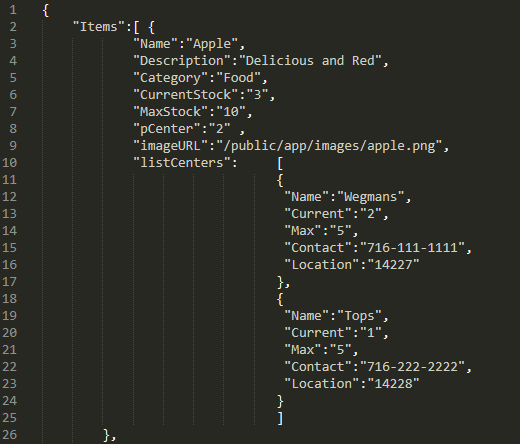 1 {
2 "Items":[ {
3 "Name":"Apple",
4 "Description":"Delicious and Red",
5 "Category":"Food",
6 "CurrentStock":"3",
7 "MaxStock":"10",
8 "pCenter":"2" ,
9 "imageURL":"/public/app/images/apple.png",
10 "listCenters": [
11 {
12 "Name":"Wegmans",
13 "Current":"2",
14 "Max":"5",
15 "Contact":"716-111-1111",
16 "Location":"14227"
17 },
18 {
19 "Name":"Tops",
20 "Current":"1",
21 "Max":"5",
22 "Contact":"716-222-2222",
23 "Location":"14228"
24 }
25 ]
26 },